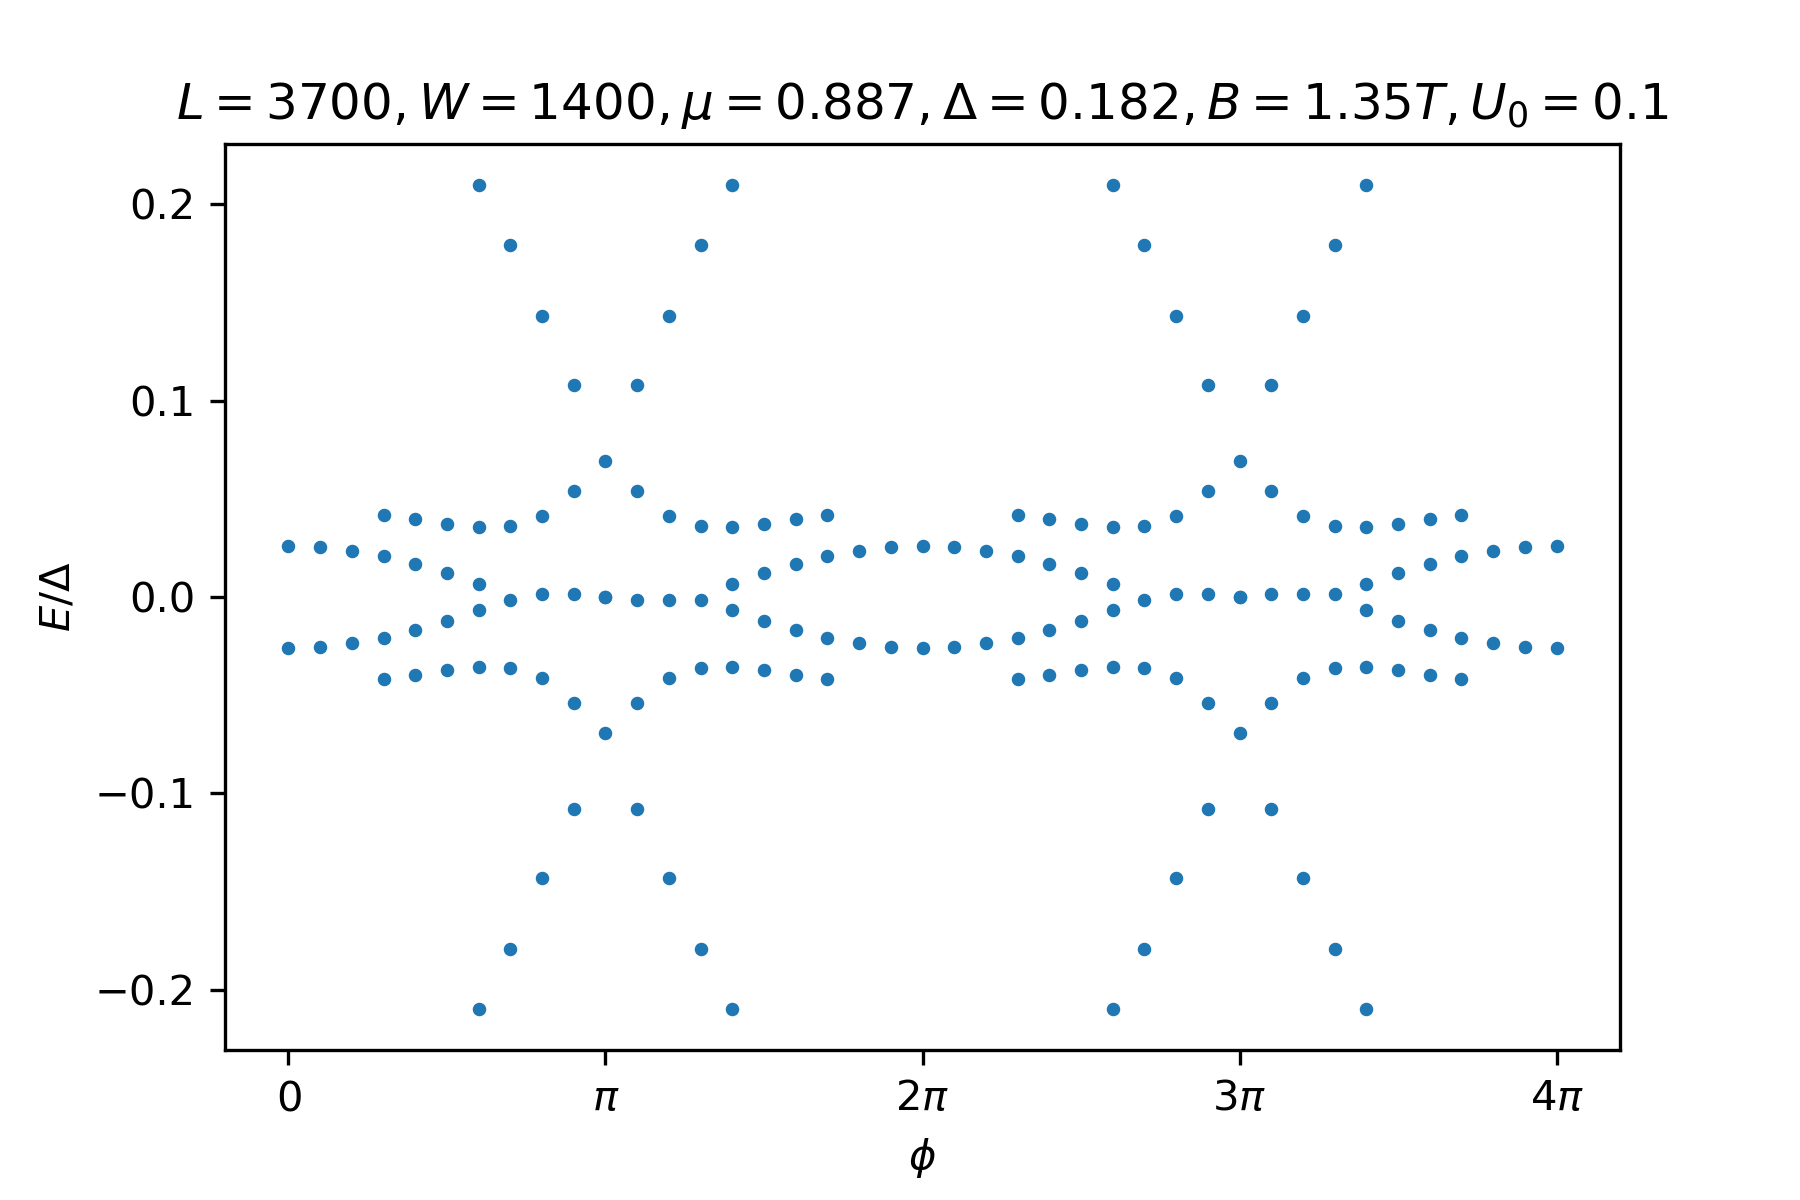 L = 3700, W = 1400, μ = 0.887, Δ = 0.182, B = 1.35T, U₀ = 0.1
0.2
0.1
0.0
−0.1
−0.2
E/Δ
0 π 2π 3π 4π
ϕ